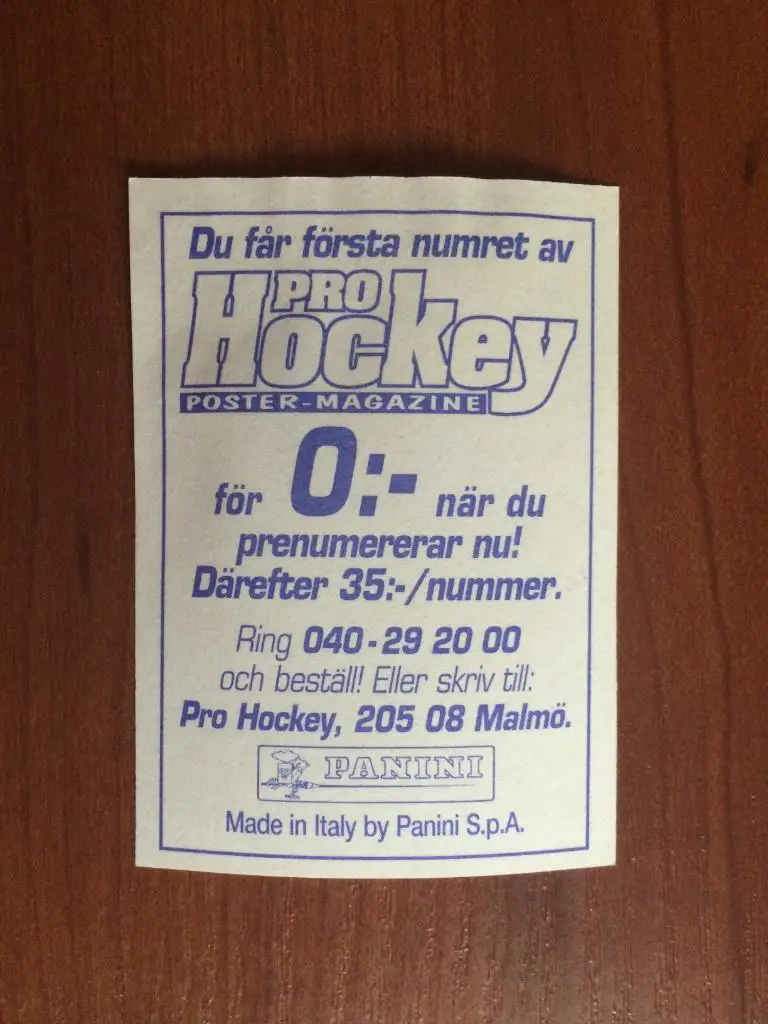 Du får första numret av
PRO
Hockey
POSTER-MAGAZINE
för 0:- när du
prenumererar nu!
Därefter 35:-/nummer.
Ring 040-29 20 00
och beställ! Eller skriv till:
Pro Hockey, 205 08 Malmö.
PANINI
Made in Italy by Panini S.p.A.